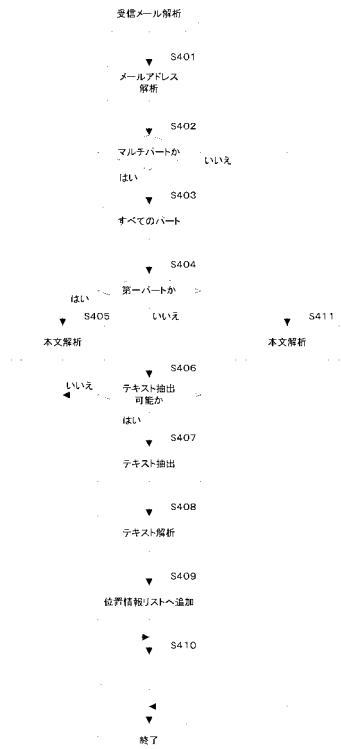 受信メール解析
S401
メールアドレス
解析
S402
マルチパートか
いいえ
はい
S403
すべてのパート
S404
第一パートか
はい
いいえ
S405
本文解析
S411
本文解析
S406
テキスト抽出
可能か
いいえ
はい
S407
テキスト抽出
S408
テキスト解析
S409
位置情報リストへ追加
S410
終了